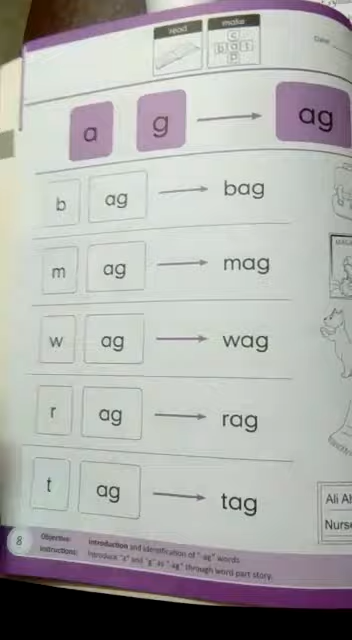 read make
c
b a t
p
Date:
a g ag
b ag bag
m ag mag
w ag wag
r ag rag
t ag tag
Ali
Nurse
8 Objective: Introduction and identification of "-ag" words
Instructions: Introduce "a" and "g" as "-ag" through word part story.